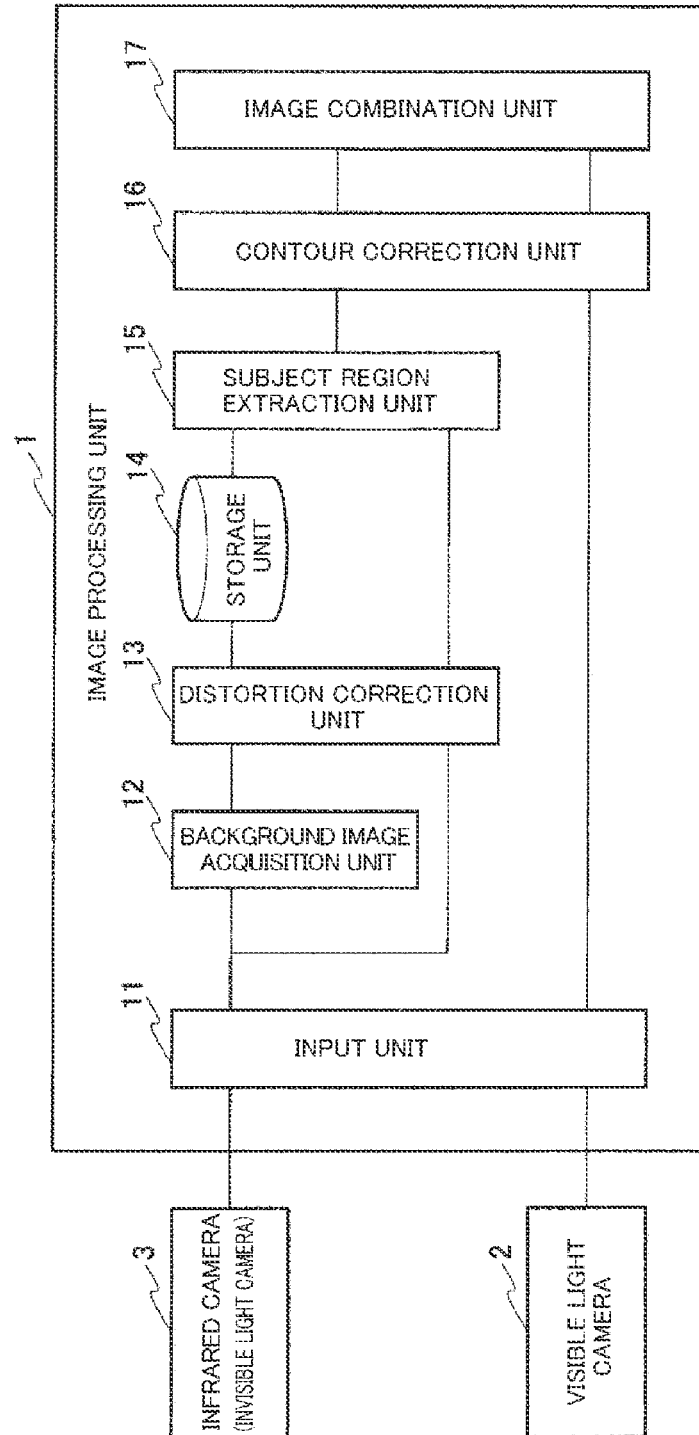 1
IMAGE PROCESSING UNIT
3
INFRARED CAMERA
(INVISIBLE LIGHT CAMERA)
2
VISIBLE LIGHT
CAMERA
11
INPUT UNIT
12
BACKGROUND IMAGE
ACQUISITION UNIT
13
DISTORTION CORRECTION
UNIT
14
STORAGE
UNIT
15
SUBJECT REGION
EXTRACTION UNIT
16
CONTOUR CORRECTION UNIT
17
IMAGE COMBINATION UNIT